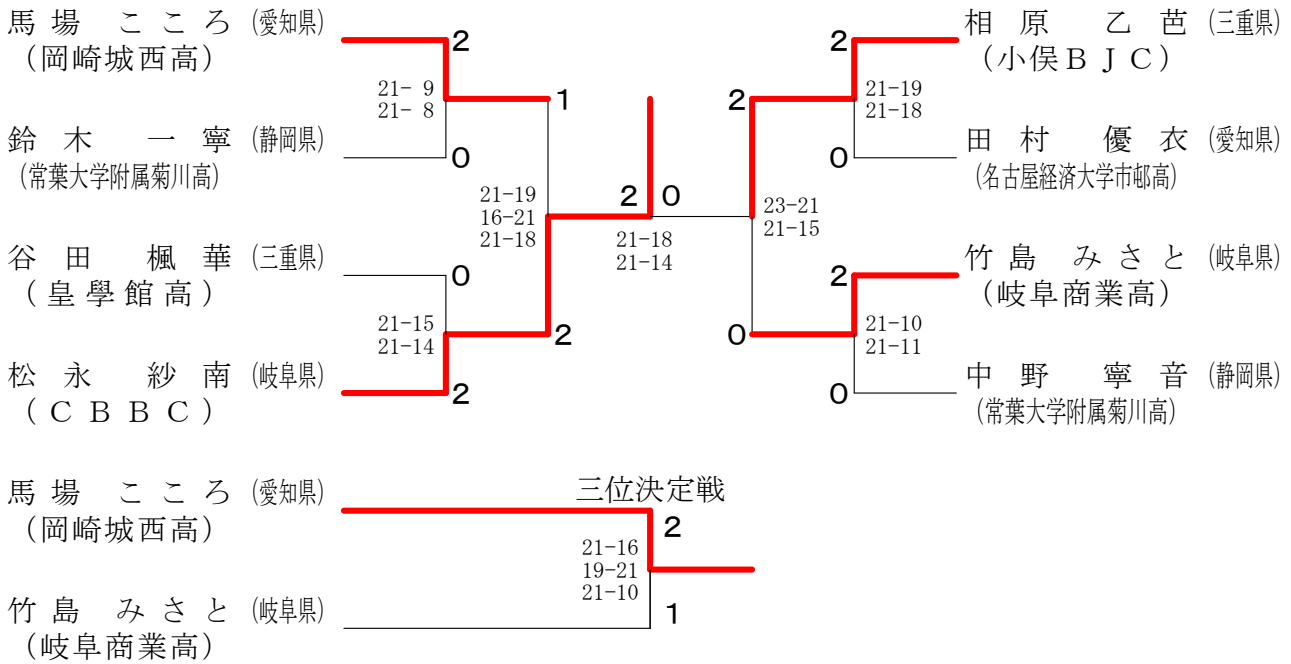 馬場 こころ (愛知県)
(岡崎城西高)
2
21- 9
21- 8
1
鈴木 一寧 (静岡県)
(常葉大学附属菊川高)
0
21-19
16-21
21-18
谷田 楓華 (三重県)
(皇學館高)
0
21-15
21-14
2
松永 紗南 (岐阜県)
(CBBC)
2
2 0
21-18
21-14
相原 乙芭 (三重県)
(小俣BJC)
2
21-19
21-18
2
田村 優衣 (愛知県)
(名古屋経済大学市邨高)
0
23-21
21-15
竹島 みさと (岐阜県)
(岐阜商業高)
2
21-10
21-11
0
中野 寧音 (静岡県)
(常葉大学附属菊川高)
0
三位決定戦
馬場 こころ (愛知県)
(岡崎城西高)
2
21-16
19-21
21-10
竹島 みさと (岐阜県)
(岐阜商業高)
1